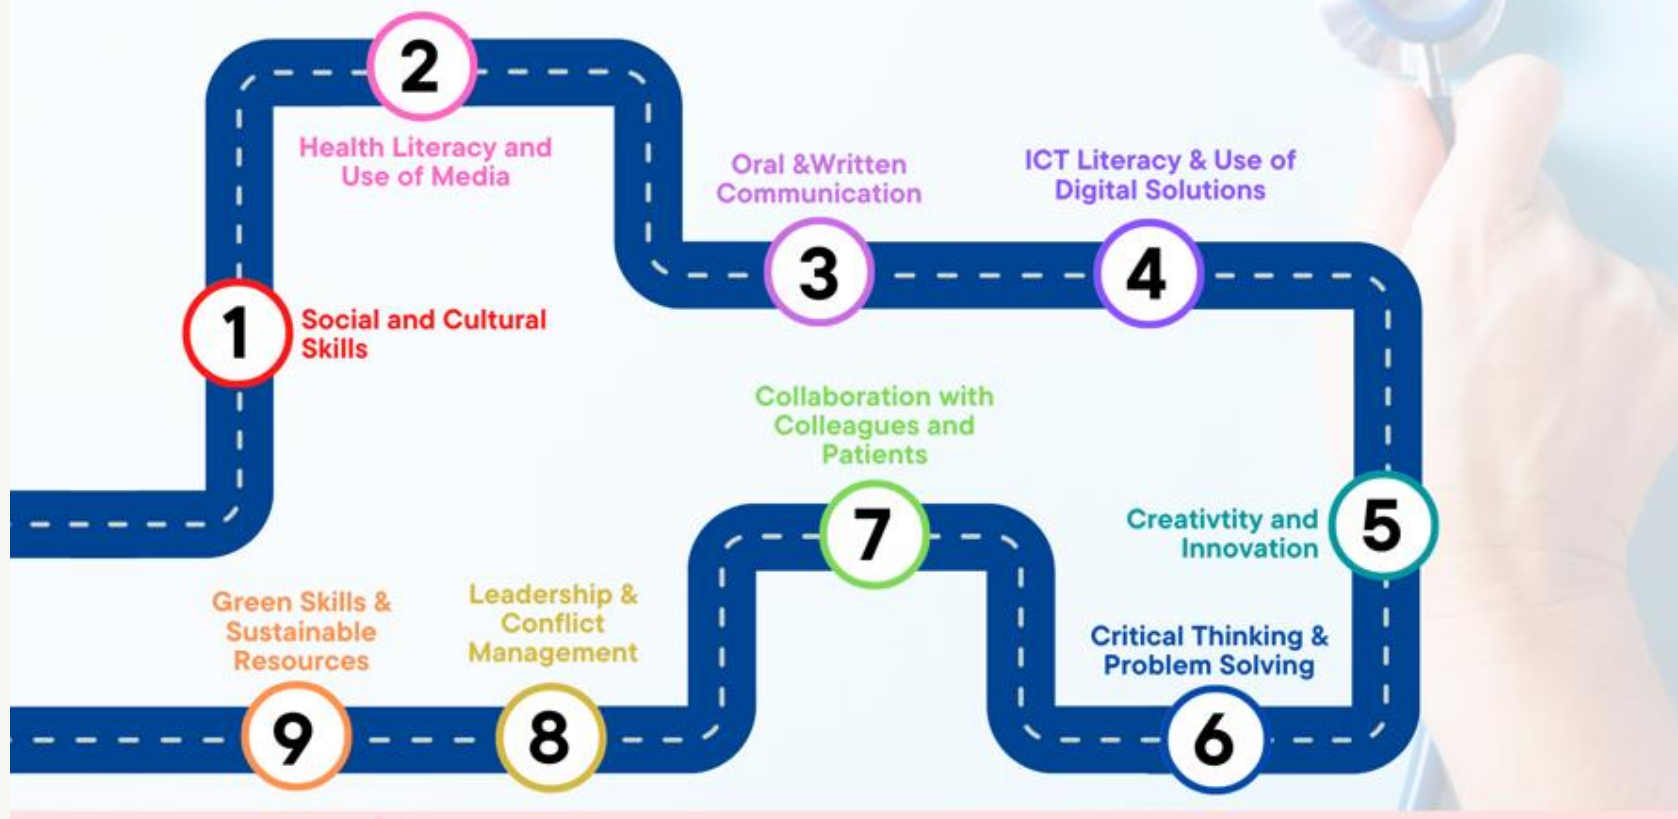 1
Social and Cultural
Skills
2
Health Literacy and
Use of Media
3
Oral &Written
Communication
4
ICT Literacy & Use of
Digital Solutions
5
Creativtity and
Innovation
6
Critical Thinking &
Problem Solving
7
Collaboration with
Colleagues and
Patients
8
Leadership &
Conflict
Management
9
Green Skills &
Sustainable
Resources